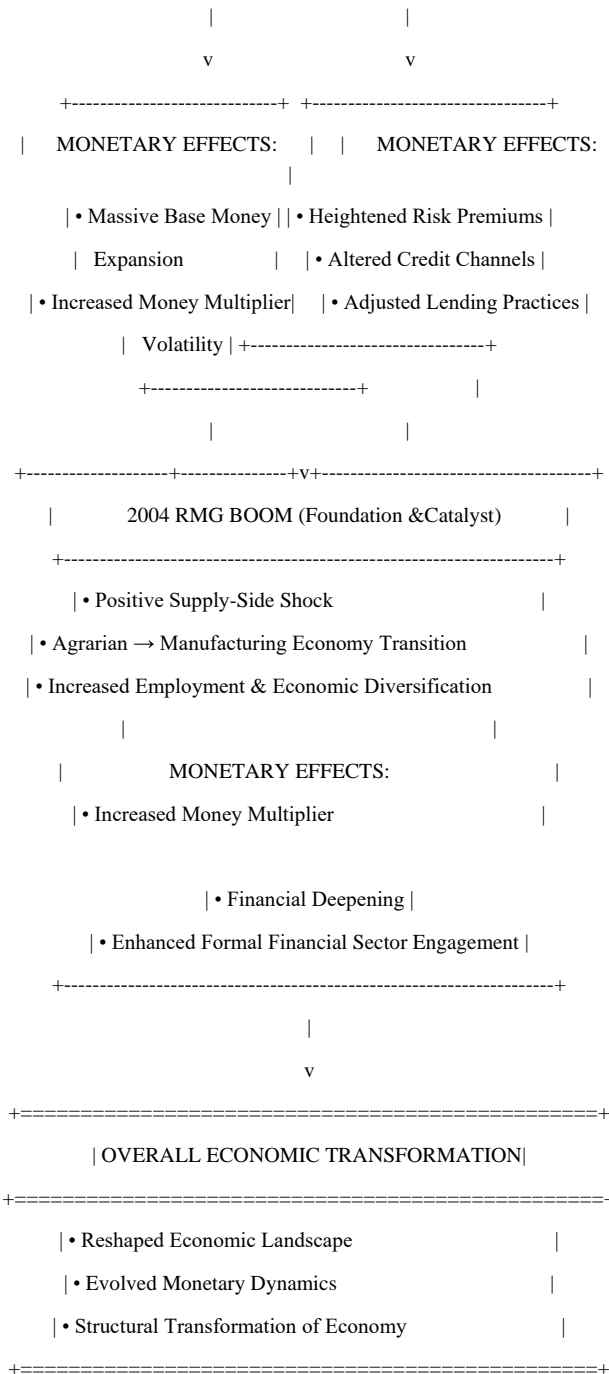 | |
v v
+-----------------------------+ +---------------------------------+
| MONETARY EFFECTS: | | MONETARY EFFECTS:
|
| • Massive Base Money | | • Heightened Risk Premiums |
| Expansion | | • Altered Credit Channels |
| • Increased Money Multiplier| | • Adjusted Lending Practices |
| Volatility | +---------------------------------+
+-----------------------------+ |
| |
+--------------------+---------------+v+--------------------------------------+
| 2004 RMG BOOM (Foundation &Catalyst) |
+---------------------------------------------------------------------+
| • Positive Supply-Side Shock |
| • Agrarian → Manufacturing Economy Transition |
| • Increased Employment & Economic Diversification |
| |
| MONETARY EFFECTS: |
| • Increased Money Multiplier |
| • Financial Deepening |
| • Enhanced Formal Financial Sector Engagement |
+---------------------------------------------------------------------+
|
v
+================================================+
| OVERALL ECONOMIC TRANSFORMATION|
+=================================================+
| • Reshaped Economic Landscape |
| • Evolved Monetary Dynamics |
| • Structural Transformation of Economy |
+================================================+